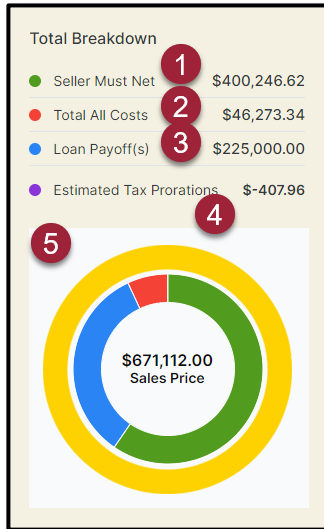 Total Breakdown
1
Seller Must Net $400,246.62
2
Total All Costs $46,273.34
3
Loan Payoff(s) $225,000.00
Estimated Tax Prorations $-407.96
4
5
$671,112.00
Sales Price